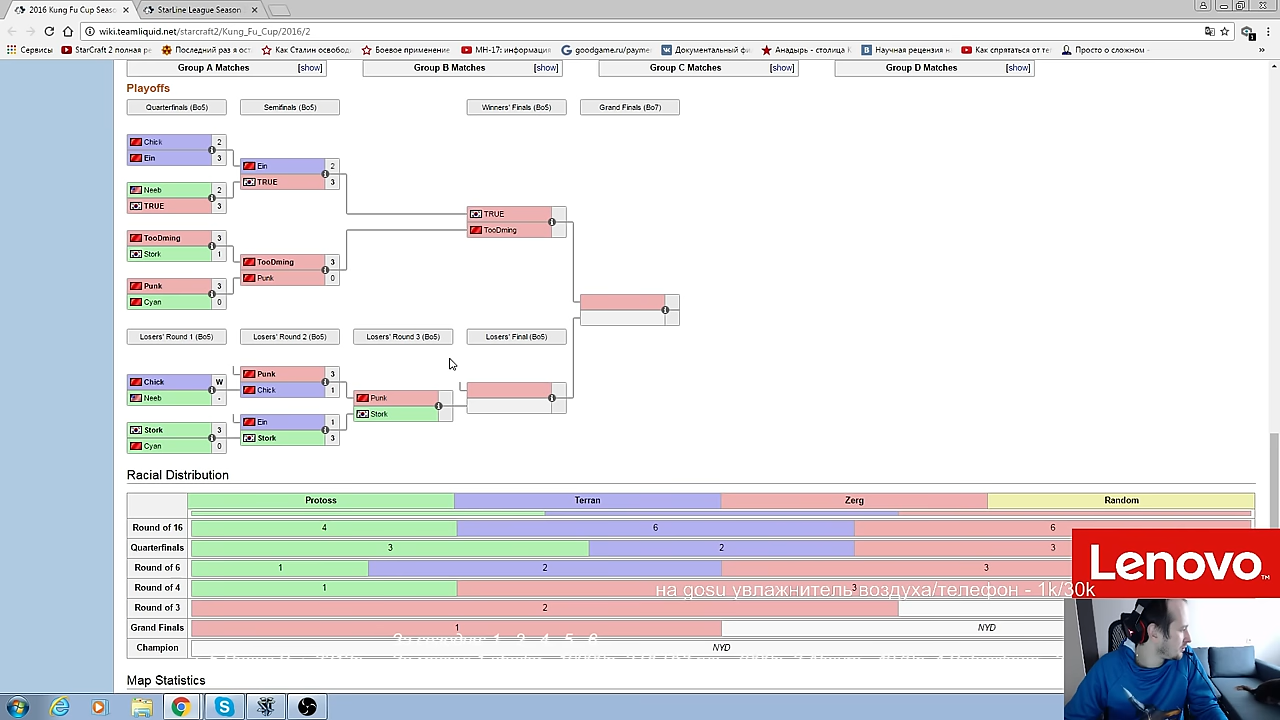 2016 Kung Fu Cup Seas
StarLine League Season
wiki.teamliquid.net/starcraft2/Kung_Fu_Cup/2016/2
Сервисы
StarCraft 2 полная ре
Последний раз я ост
Как Сталин освобод
Боевое применение
МН-17: информация
goodgame.ru/payme
Документальный фи
Анадырь - столица К
Научная рецензия н
Как спрятаться от те
Просто о сложном -
Group A Matches [show]
Group B Matches [show]
Group C Matches [show]
Group D Matches [show]
Playoffs
Quarterfinals (Bo5)
Semifinals (Bo5)
Winners' Finals (Bo5)
Grand Finals (Bo7)
Chick 2
Ein 3
Neeb 2
TRUE 3
TooDming 3
Stork 1
Punk 3
Cyan 0
Ein 2
TRUE 3
TooDming 3
Punk 0
TRUE
TooDming
Losers' Round 1 (Bo5)
Losers' Round 2 (Bo5)
Losers' Round 3 (Bo5)
Losers' Final (Bo5)
Chick W
Neeb -
Stork 3
Cyan 0
Punk 3
Chick 1
Ein 1
Stork 3
Punk
Stork
Racial Distribution
Protoss Terran Zerg Random
Round of 16 4 6 6
Quarterfinals 3 2 3
Round of 6 1 2 3
Round of 4 1 3
Round of 3 2
Grand Finals 1 NYD
Champion NYD
Map Statistics
Lenovo
TM
на gosu увлажнитель воздуха/телефон - 1k/30k